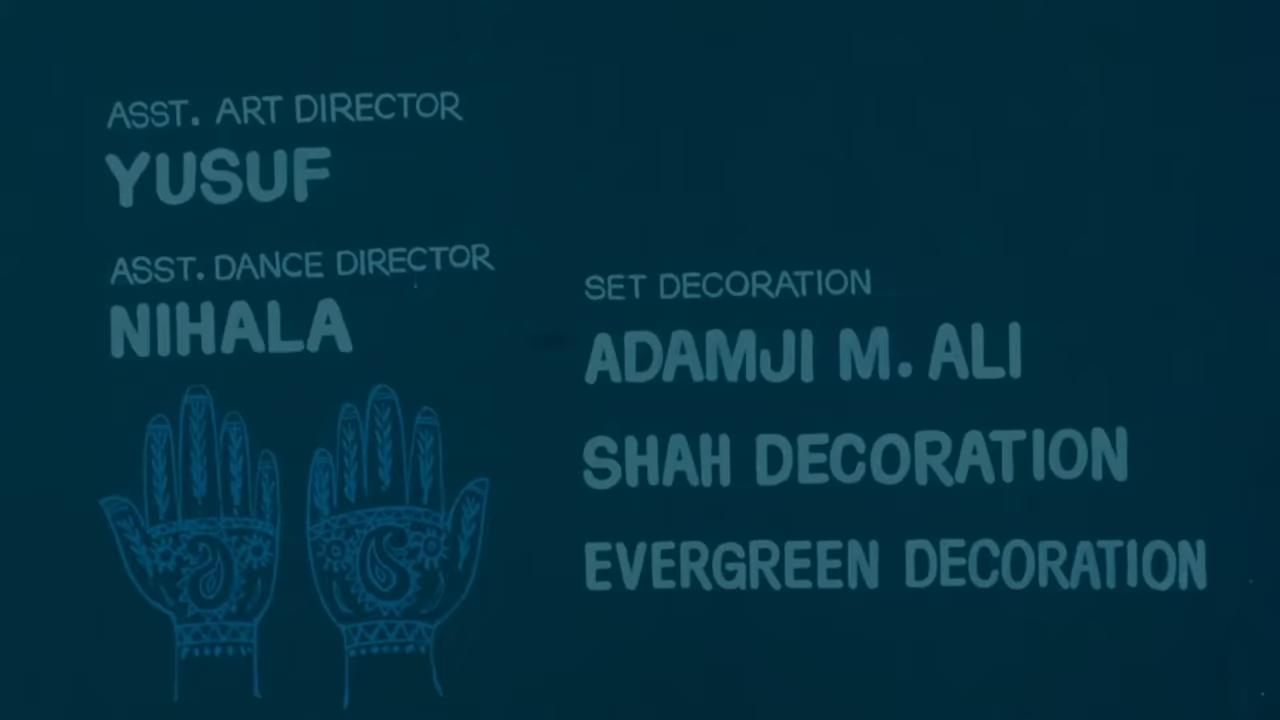 ASST. ART DIRECTOR
YUSUF
ASST. DANCE DIRECTOR
NIHALA
SET DECORATION
ADAMJI M. ALI
SHAH DECORATION
EVERGREEN DECORATION